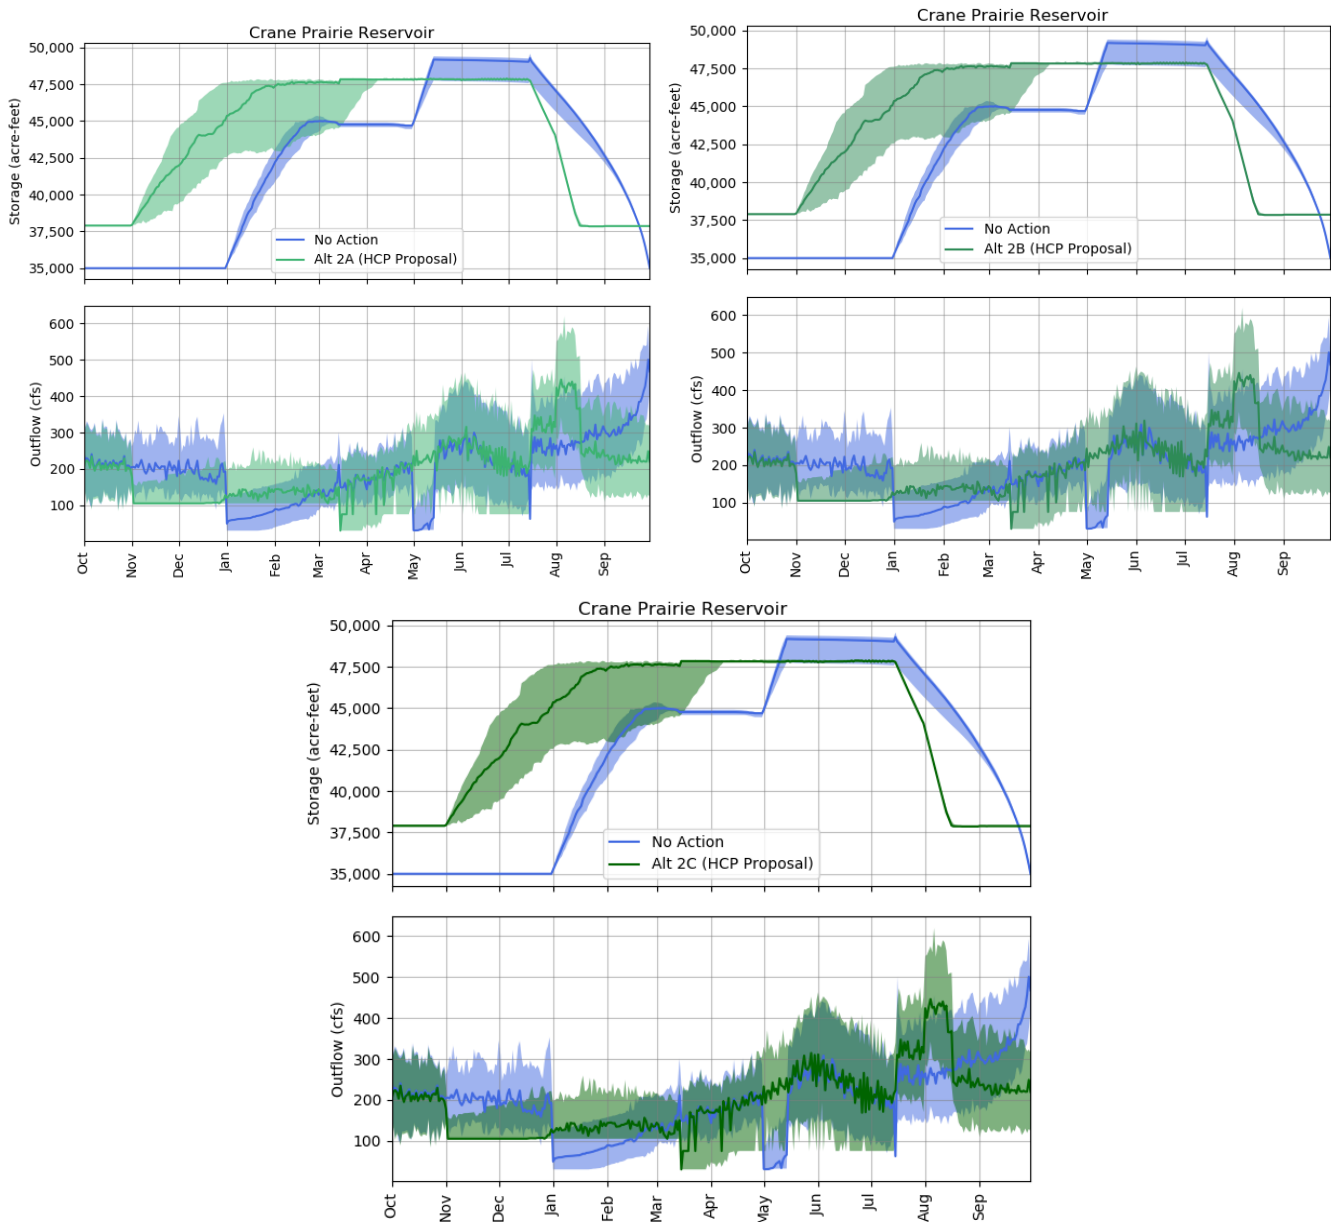 Crane Prairie Reservoir
50,000
47,500
45,000
42,500
40,000
37,500
35,000
Storage (acre-feet)
No Action
Alt 2A (HCP Proposal)
600
500
400
300
200
100
Outflow (cfs)
Oct
Nov
Dec
Jan
Feb
Mar
Apr
May
Jun
Jul
Aug
Sep
Crane Prairie Reservoir
50,000
47,500
45,000
42,500
40,000
37,500
35,000
Storage (acre-feet)
No Action
Alt 2B (HCP Proposal)
600
500
400
300
200
100
Outflow (cfs)
Oct
Nov
Dec
Jan
Feb
Mar
Apr
May
Jun
Jul
Aug
Sep
Crane Prairie Reservoir
50,000
47,500
45,000
42,500
40,000
37,500
35,000
Storage (acre-feet)
No Action
Alt 2C (HCP Proposal)
600
500
400
300
200
100
Outflow (cfs)
Oct
Nov
Dec
Jan
Feb
Mar
Apr
May
Jun
Jul
Aug
Sep